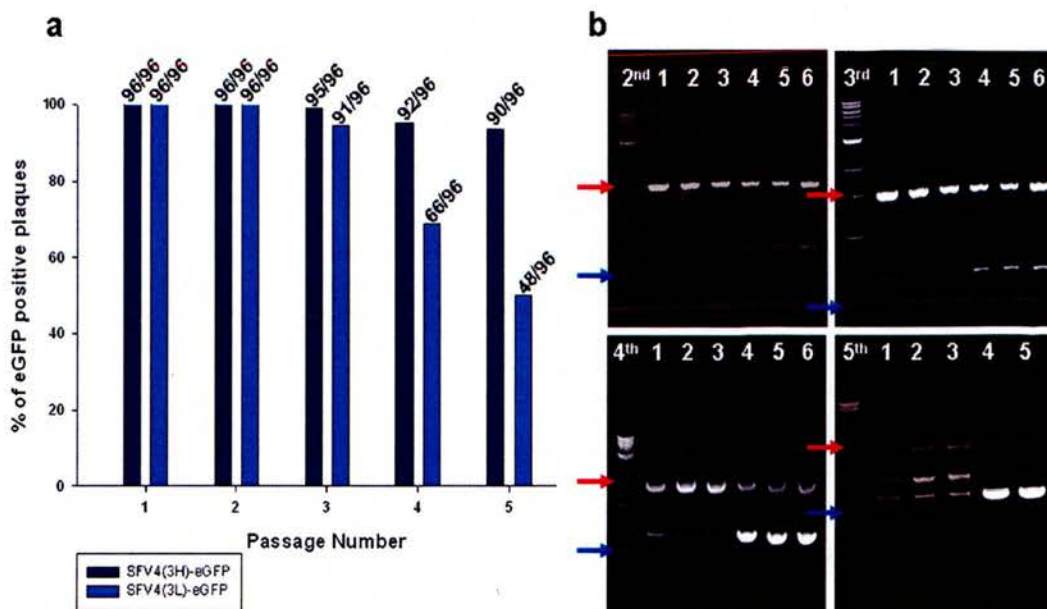 a
96/96 96/96 96/96 96/96 95/96 91/96 92/96 66/96 90/96 48/96
100
80
60
40
20
0
% of eGFP positive plaques
1 2 3 4 5
Passage Number
SFV4(3H)-eGFP
SFV4(3L)-eGFP
b
2nd 1 2 3 4 5 6
3rd 1 2 3 4 5 6
4th 1 2 3 4 5 6
5th 1 2 3 4 5